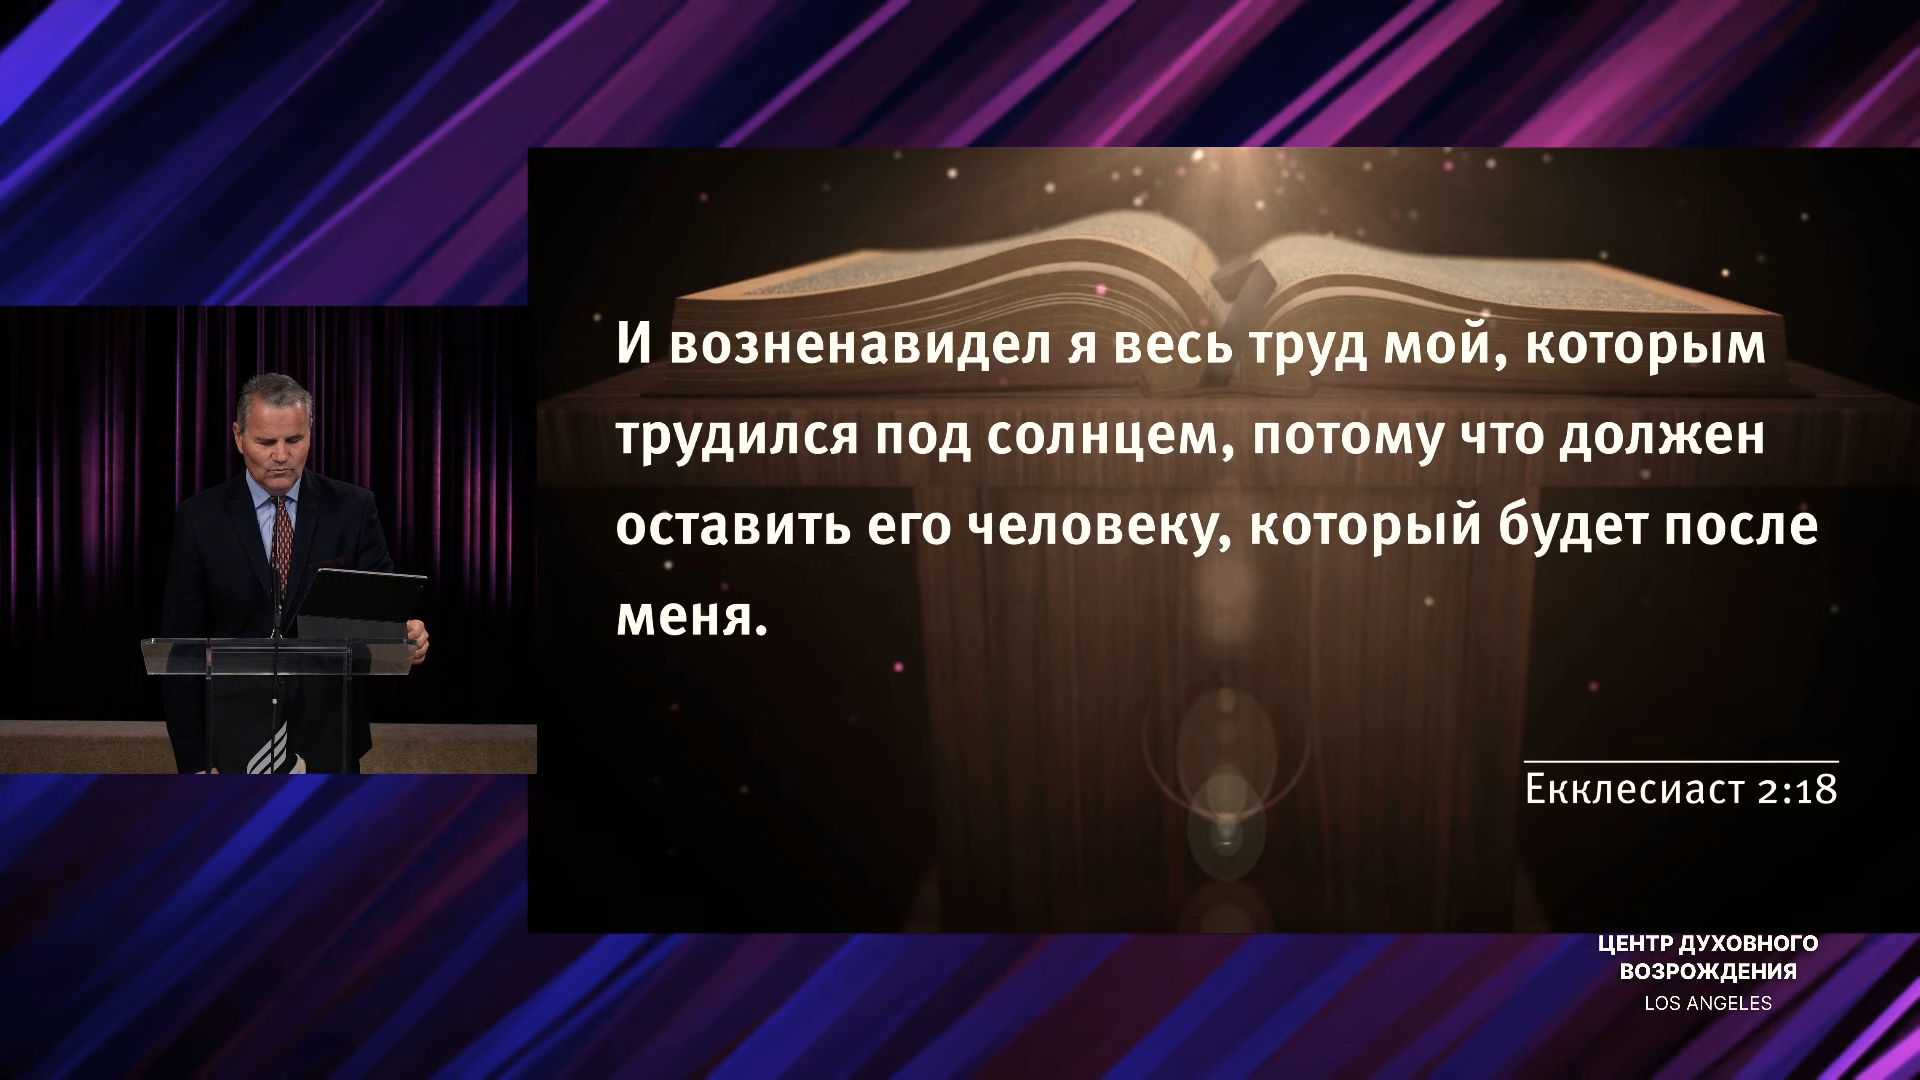 И возненавидел я весь труд мой, которым
трудился под солнцем, потому что должен
оставить его человеку, который будет после
меня.
Екклесиаст 2:18
ЦЕНТР ДУХОВНОГО
ВОЗРОЖДЕНИЯ
LOS ANGELES